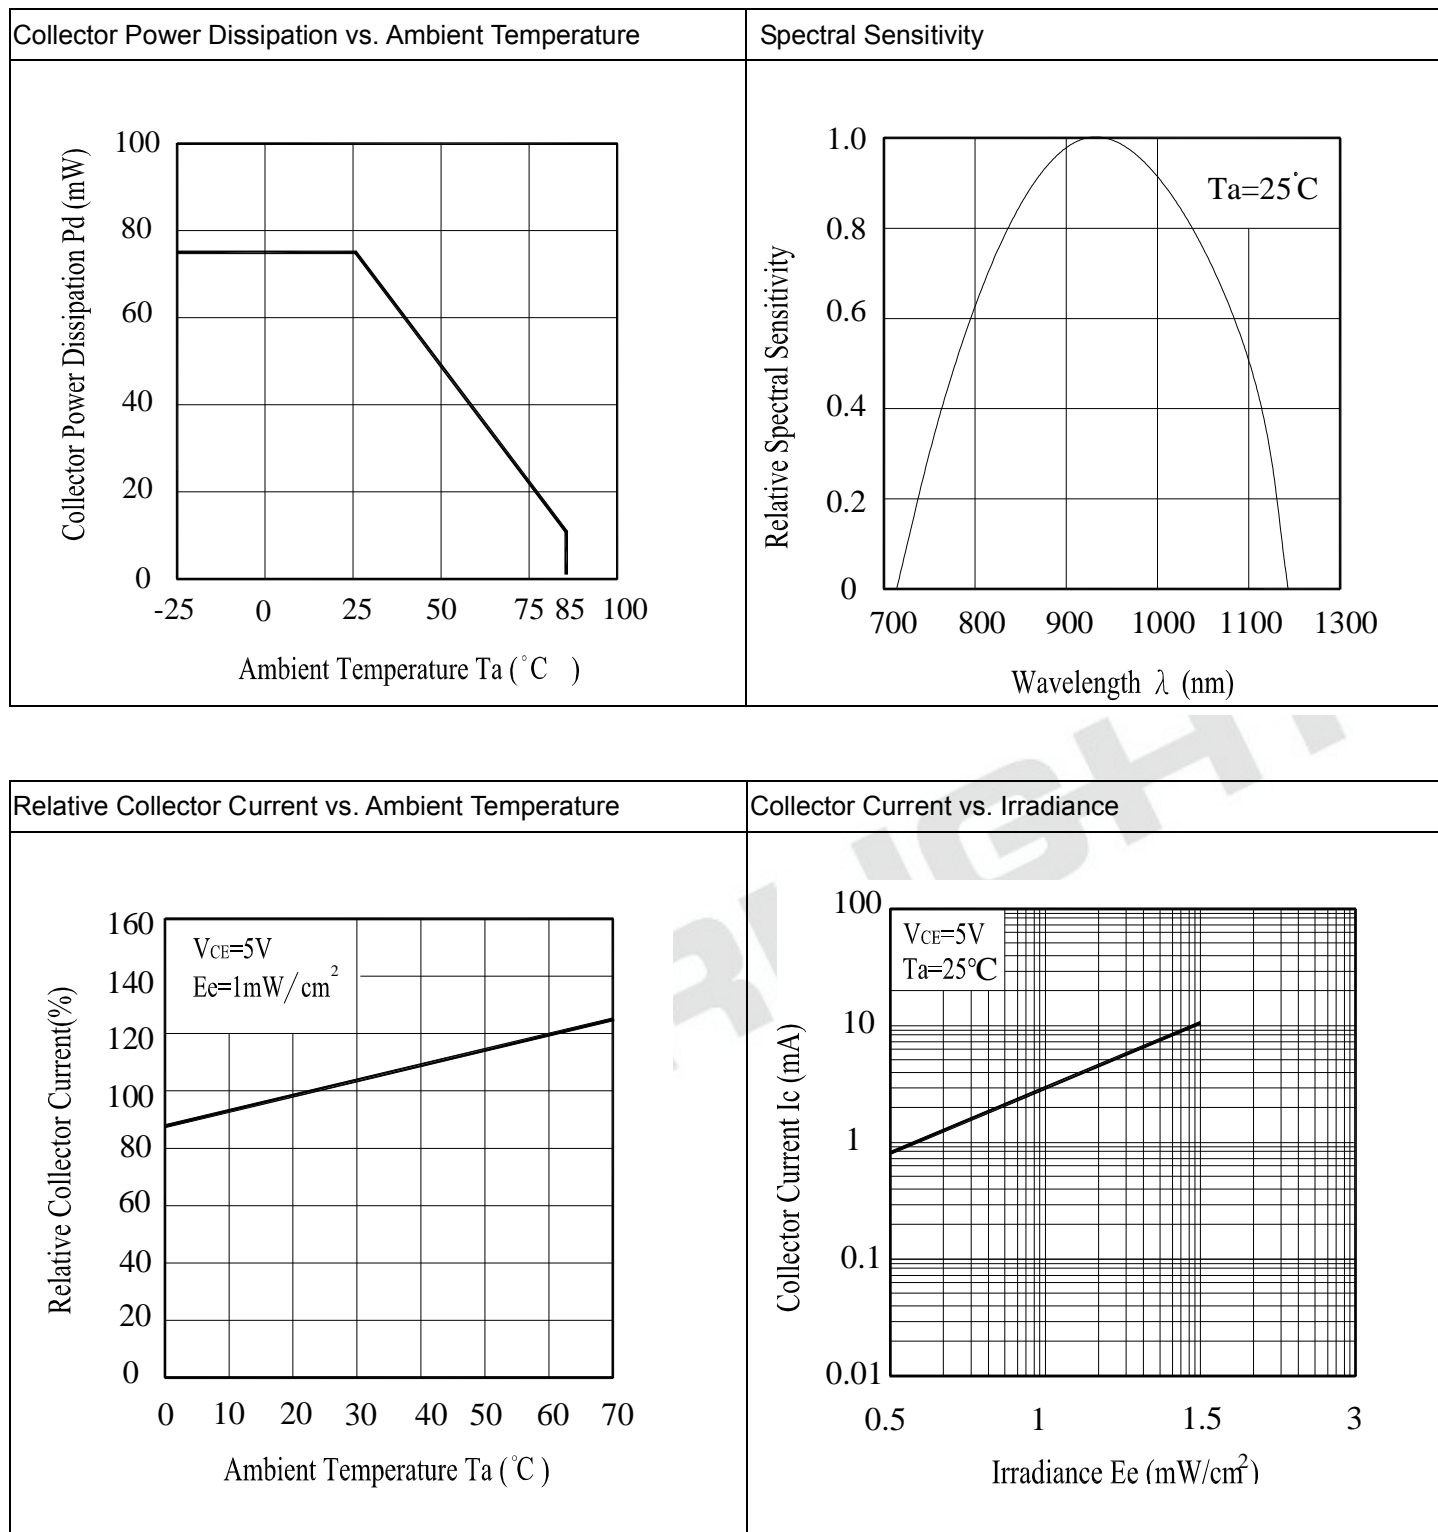 Collector Power Dissipation vs. Ambient Temperature
Spectral Sensitivity
Collector Power Dissipation Pd (mW)
100
80
60
40
20
0
-25 0 25 50 75 85 100
Ambient Temperature Ta (°C )
Relative Spectral Sensitivity
1.0
0.8
0.6
0.4
0.2
0
Ta=25°C
700 800 900 1000 1100 1300
Wavelength λ (nm)
Relative Collector Current vs. Ambient Temperature
Collector Current vs. Irradiance
Relative Collector Current(%)
160
140
120
100
80
60
40
20
0
VCE=5V
Ee=1mW/cm²
0 10 20 30 40 50 60 70
Ambient Temperature Ta (°C )
Collector Current Ic (mA)
100
10
1
0.1
0.01
VCE=5V
Ta=25℃
0.5 1 1.5 3
Irradiance Ee (mW/cm²)